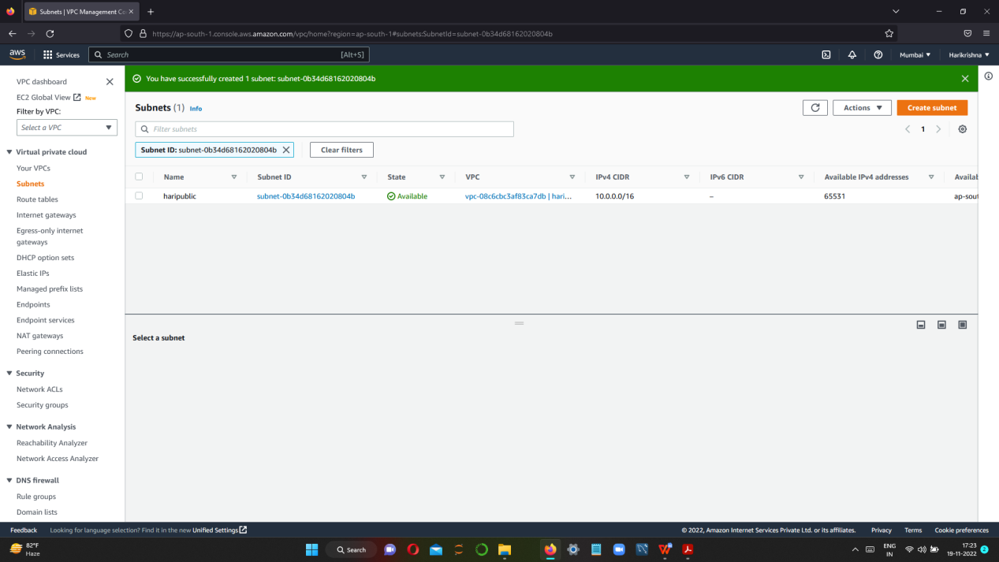 Subnets | VPC Management Co
https://ap-south-1.console.aws.amazon.com/vpc/home?region=ap-south-1#subnets:SubnetId=subnet-0b34d68162020804b
aws
Services
Search
[Alt+S]
Mumbai
Harikrishna
VPC dashboard
EC2 Global View
New
Filter by VPC:
Select a VPC
Virtual private cloud
Your VPCs
Subnets
Route tables
Internet gateways
Egress-only internet
gateways
DHCP option sets
Elastic IPs
Managed prefix lists
Endpoints
Endpoint services
NAT gateways
Peering connections
Security
Network ACLs
Security groups
Network Analysis
Reachability Analyzer
Network Access Analyzer
DNS firewall
Rule groups
Domain lists
You have successfully created 1 subnet: subnet-0b34d68162020804b
Subnets (1) Info
Actions
Create subnet
Filter subnets
1
Subnet ID: subnet-0b34d68162020804b
Clear filters
Name Subnet ID State VPC IPv4 CIDR IPv6 CIDR Available IPv4 addresses Availab
haripublic subnet-0b34d68162020804b Available vpc-08c6cbc3af83ca7db | hari... 10.0.0.0/16 – 65531 ap-sout
Select a subnet
Feedback
Looking for language selection? Find it in the new Unified Settings
© 2022, Amazon Internet Services Private Ltd. or its affiliates.
Privacy
Terms
Cookie preferences
82°F
Haze
Search
ENG
IN
17:23
19-11-2022
2